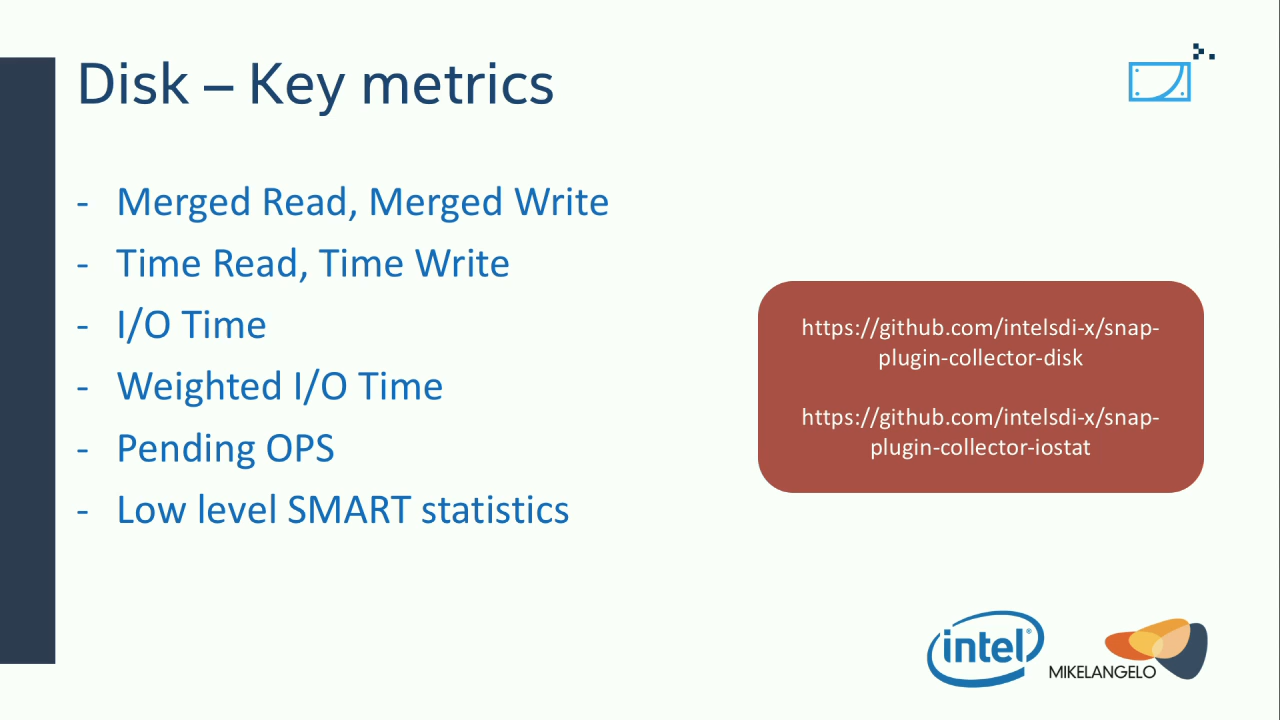 Disk – Key metrics
- Merged Read, Merged Write
- Time Read, Time Write
- I/O Time
- Weighted I/O Time
- Pending OPS
- Low level SMART statistics
https://github.com/intelsdi-x/snap-
plugin-collector-disk
https://github.com/intelsdi-x/snap-
plugin-collector-iostat
intel®
MIKELANGELO